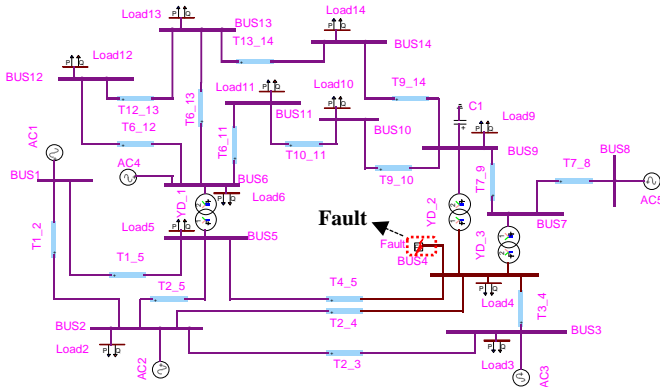 Load13
BUS13
Load14
T13_14
BUS14
Load12
BUS12
T12_13
T6_13
Load11
BUS11
Load10
T9_14
C1
Load9
T6_12
T6_11
T10_11
BUS10
BUS9
AC1
BUS1
AC4
BUS6
T9_10
T7_9
T7_8
BUS8
AC5
YD_1
Load6
Load5
BUS5
Fault
Fault
BUS4
YD_2
YD_3
BUS7
T1_2
T1_5
T2_5
T4_5
Load4
T3_4
BUS2
T2_4
BUS3
Load2
AC2
T2_3
Load3
AC3